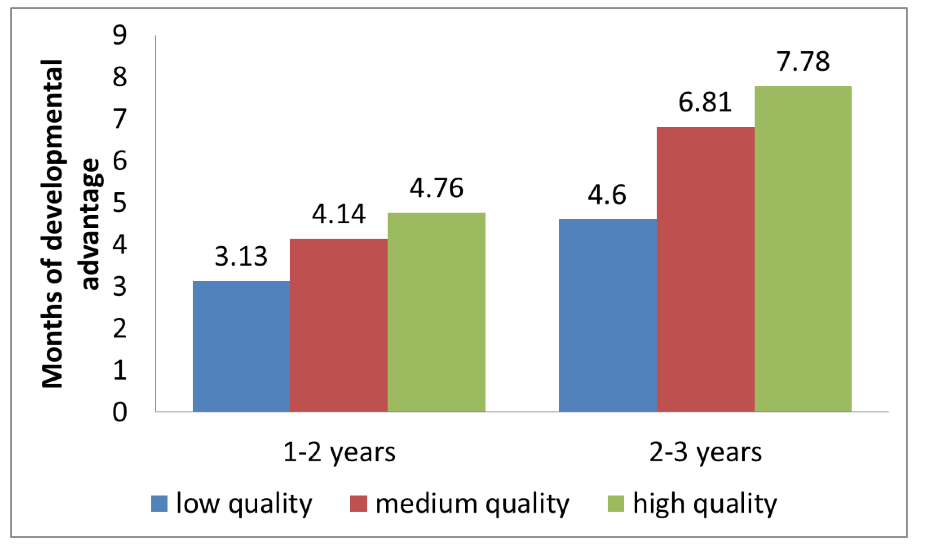 Months of developmental
advantage
9
8
7
6
5
4
3
2
1
0
3.13
4.14
4.76
4.6
6.81
7.78
1-2 years
2-3 years
low quality
medium quality
high quality